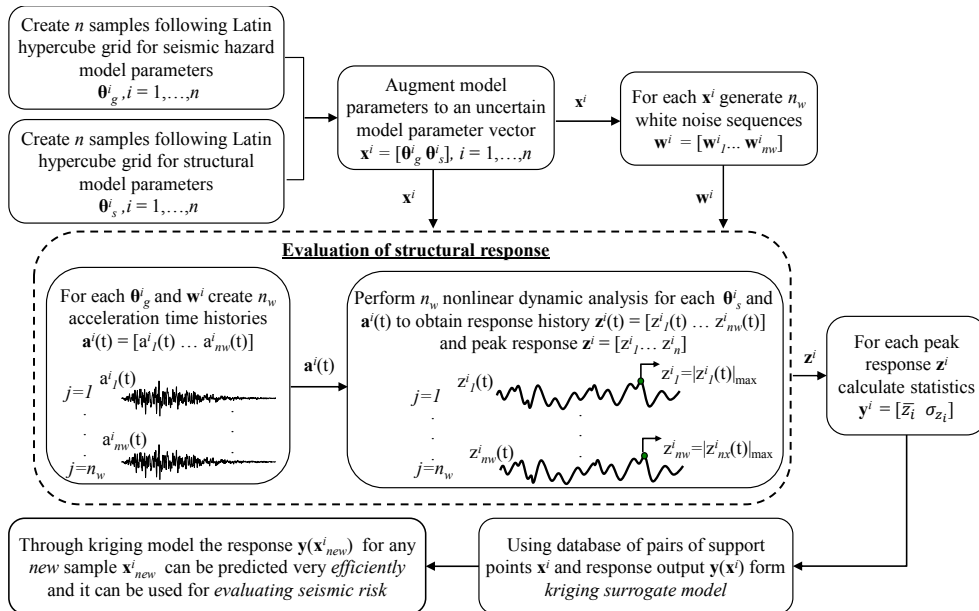 Create n samples following Latin
hypercube grid for seismic hazard
model parameters
θ^i_g ,i = 1,…,n
Create n samples following Latin
hypercube grid for structural
model parameters
θ^i_s ,i = 1,…,n
Augment model
parameters to an uncertain
model parameter vector
x^i = [θ^i_g θ^i_s], i = 1,…,n
x^i
For each x^i generate n_w
white noise sequences
w^i = [w^i_1... w^i_nw]
x^i
w^i
Evaluation of structural response
For each θ^i_g and w^i create n_w
acceleration time histories
a^i(t) = [a^i_1(t) … a^i_nw(t)]
j=1
a^i_1(t)
.
.
a^i_nw(t)
j=n_w
a^i(t)
Perform n_w nonlinear dynamic analysis for each θ^i_s and
a^i(t) to obtain response history z^i(t) = [z^i_1(t) … z^i_nw(t)]
and peak response z^i = [z^i_1… z^i_n]
z^i_1(t)
z^i_1=|z^i_1(t)|max
j=1
.
.
z^i_nw(t)
z^i_nw=|z^i_nx(t)|max
j=n_w
z^i
For each peak
response z^i
calculate statistics
y^i = [z̅_i σ_z_i]
Using database of pairs of support
points x^i and response output y(x^i) form
kriging surrogate model
Through kriging model the response y(x^i_new) for any
new sample x^i_new can be predicted very efficiently
and it can be used for evaluating seismic risk